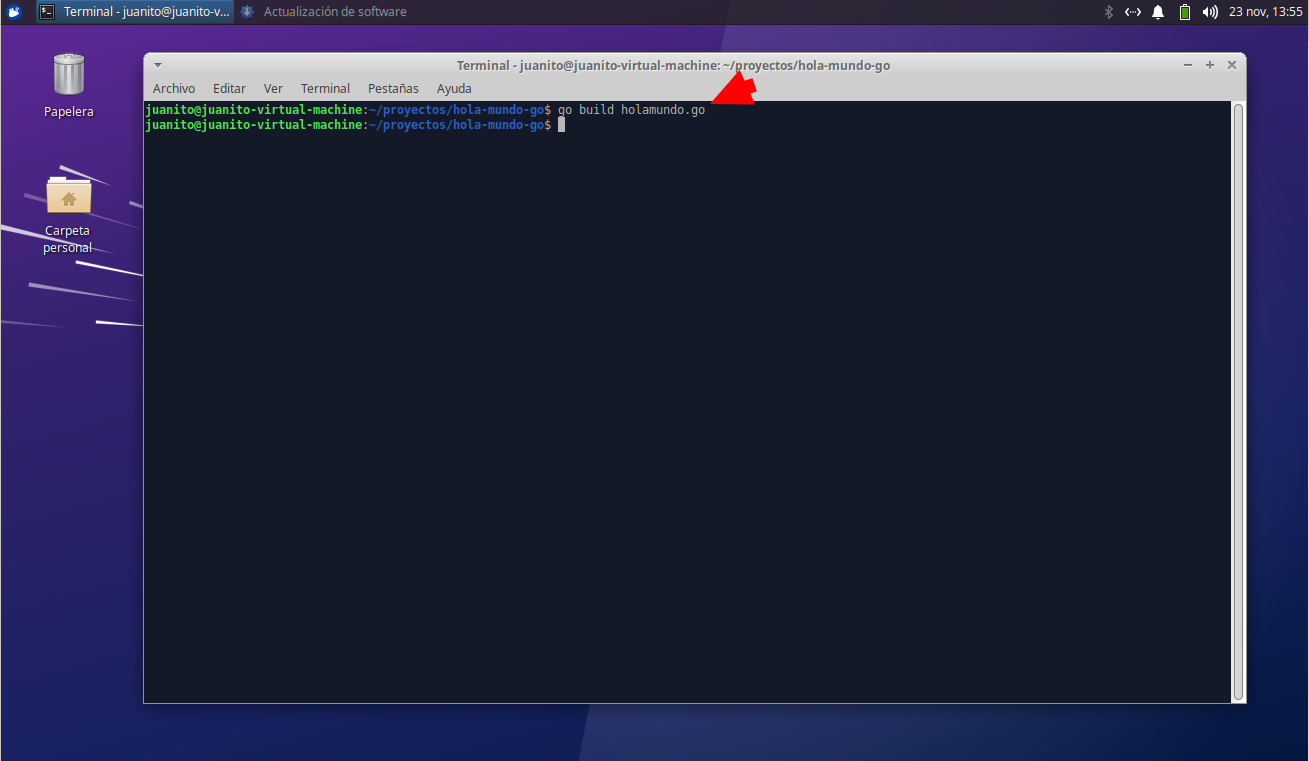 Terminal - juanito@juanito-v... Actualización de software 23 nov, 13:55
Papelera
Carpeta
personal
Terminal - juanito@juanito-virtual-machine: ~/proyectos/hola-mundo-go
Archivo Editar Ver Terminal Pestañas Ayuda
juanito@juanito-virtual-machine:~/proyectos/hola-mundo-go$ go build holamundo.go
juanito@juanito-virtual-machine:~/proyectos/hola-mundo-go$